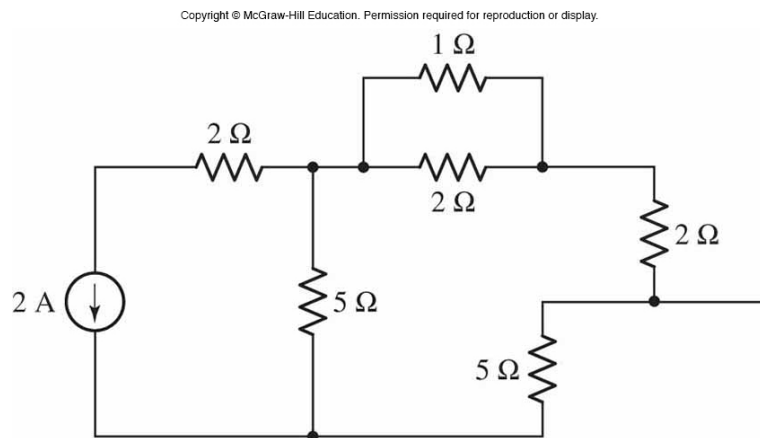 Copyright © McGraw-Hill Education. Permission required for reproduction or display.
1 Ω
2 Ω
2 Ω
2 Ω
2 A
5 Ω
5 Ω